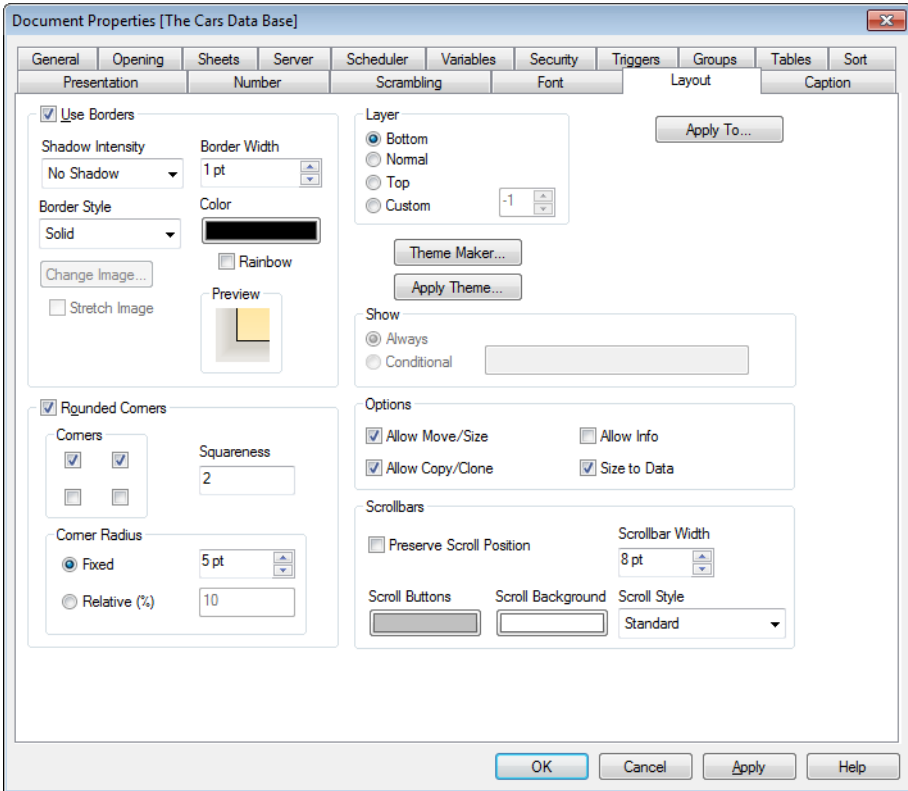 Document Properties [The Cars Data Base]
General Opening Sheets Server Scheduler Variables Security Triggers Groups Tables Sort
Presentation Number Scrambling Font Layout Caption
Use Borders
Shadow Intensity Border Width
No Shadow 1 pt
Border Style Color
Solid
Rainbow
Change Image...
Stretch Image
Preview
Layer
Bottom
Normal
Top
Custom -1
Apply To...
Theme Maker...
Apply Theme...
Show
Always
Conditional
Rounded Corners
Corners
Squareness
2
Corner Radius
Fixed 5 pt
Relative (%) 10
Options
Allow Move/Size Allow Info
Allow Copy/Clone Size to Data
Scrollbars
Preserve Scroll Position
Scrollbar Width
8 pt
Scroll Buttons Scroll Background Scroll Style
Standard
OK Cancel Apply Help